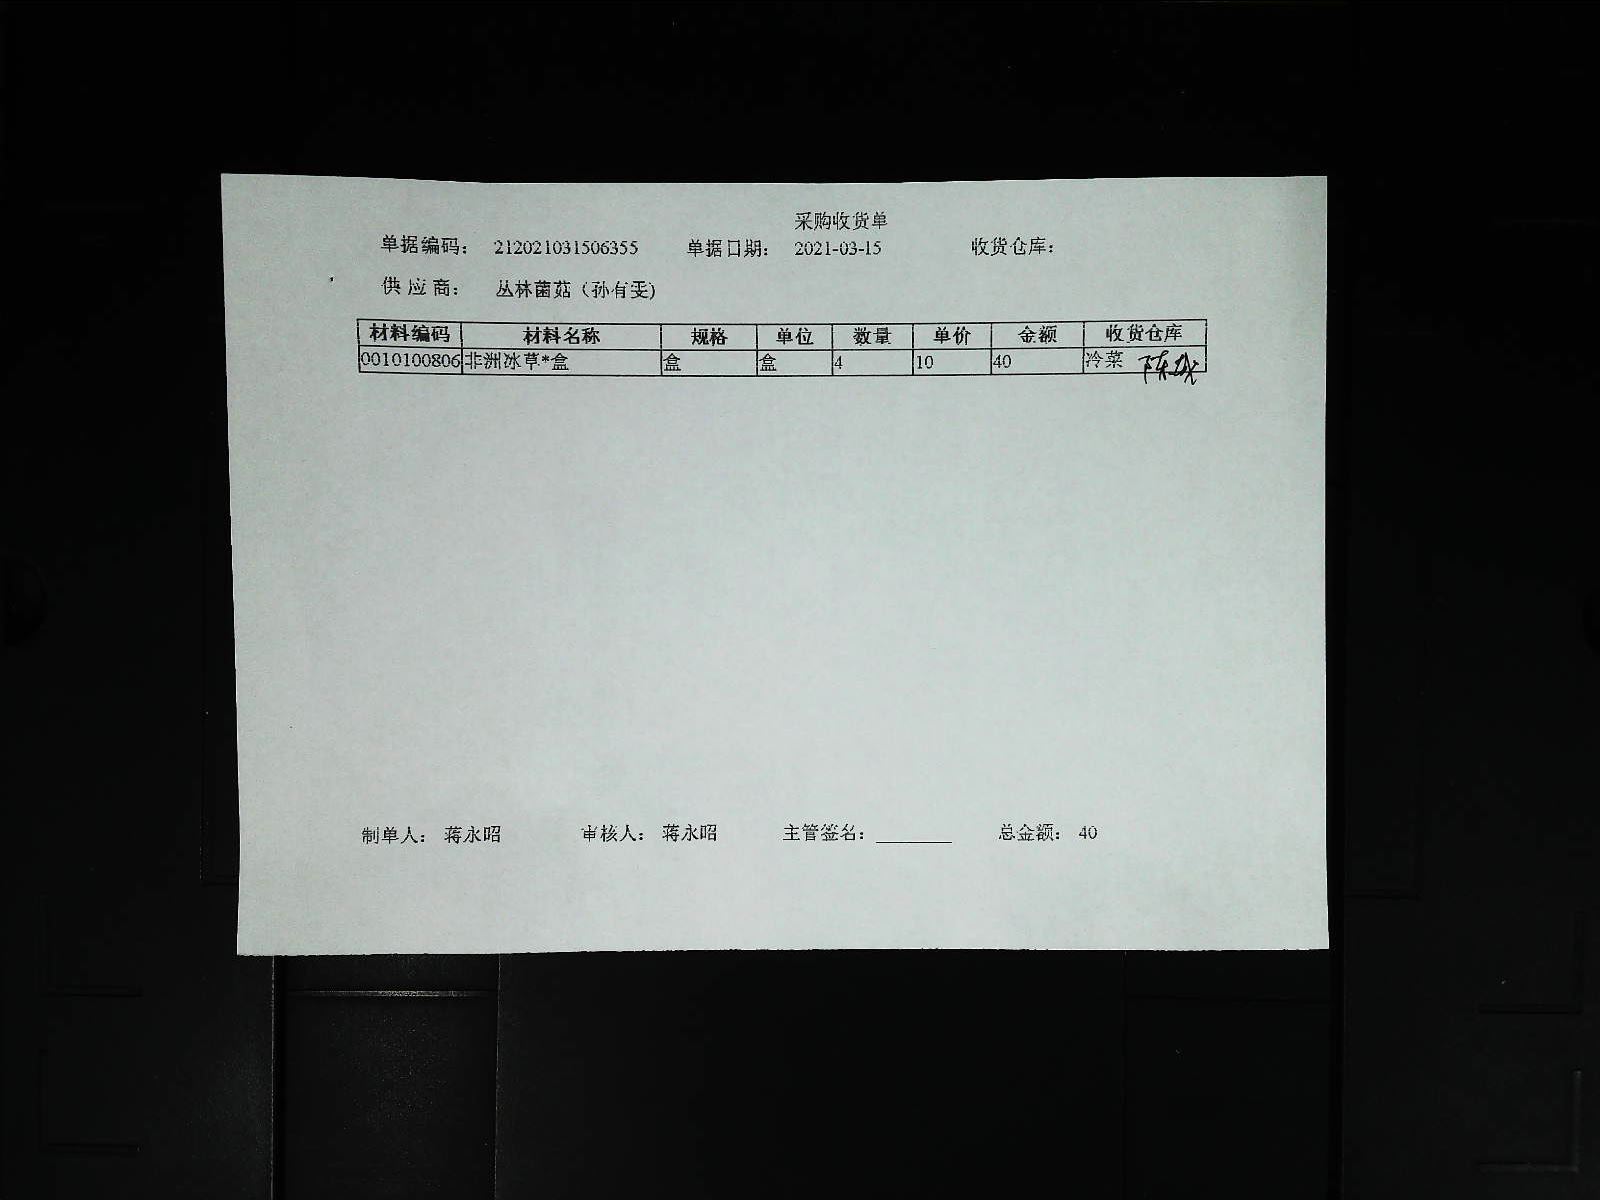 采购收货单
单据编码： 212021031506355 单据日期： 2021-03-15 收货仓库：
供应商： 丛林菌菇（孙有雯)
材料编码 材料名称 规格 单位 数量 单价 金额 收货仓库
0010100806 非洲冰草*盒 盒 盒 4 10 40 冷菜
制单人： 蒋永昭 审核人： 蒋永昭 主管签名：________ 总金额： 40